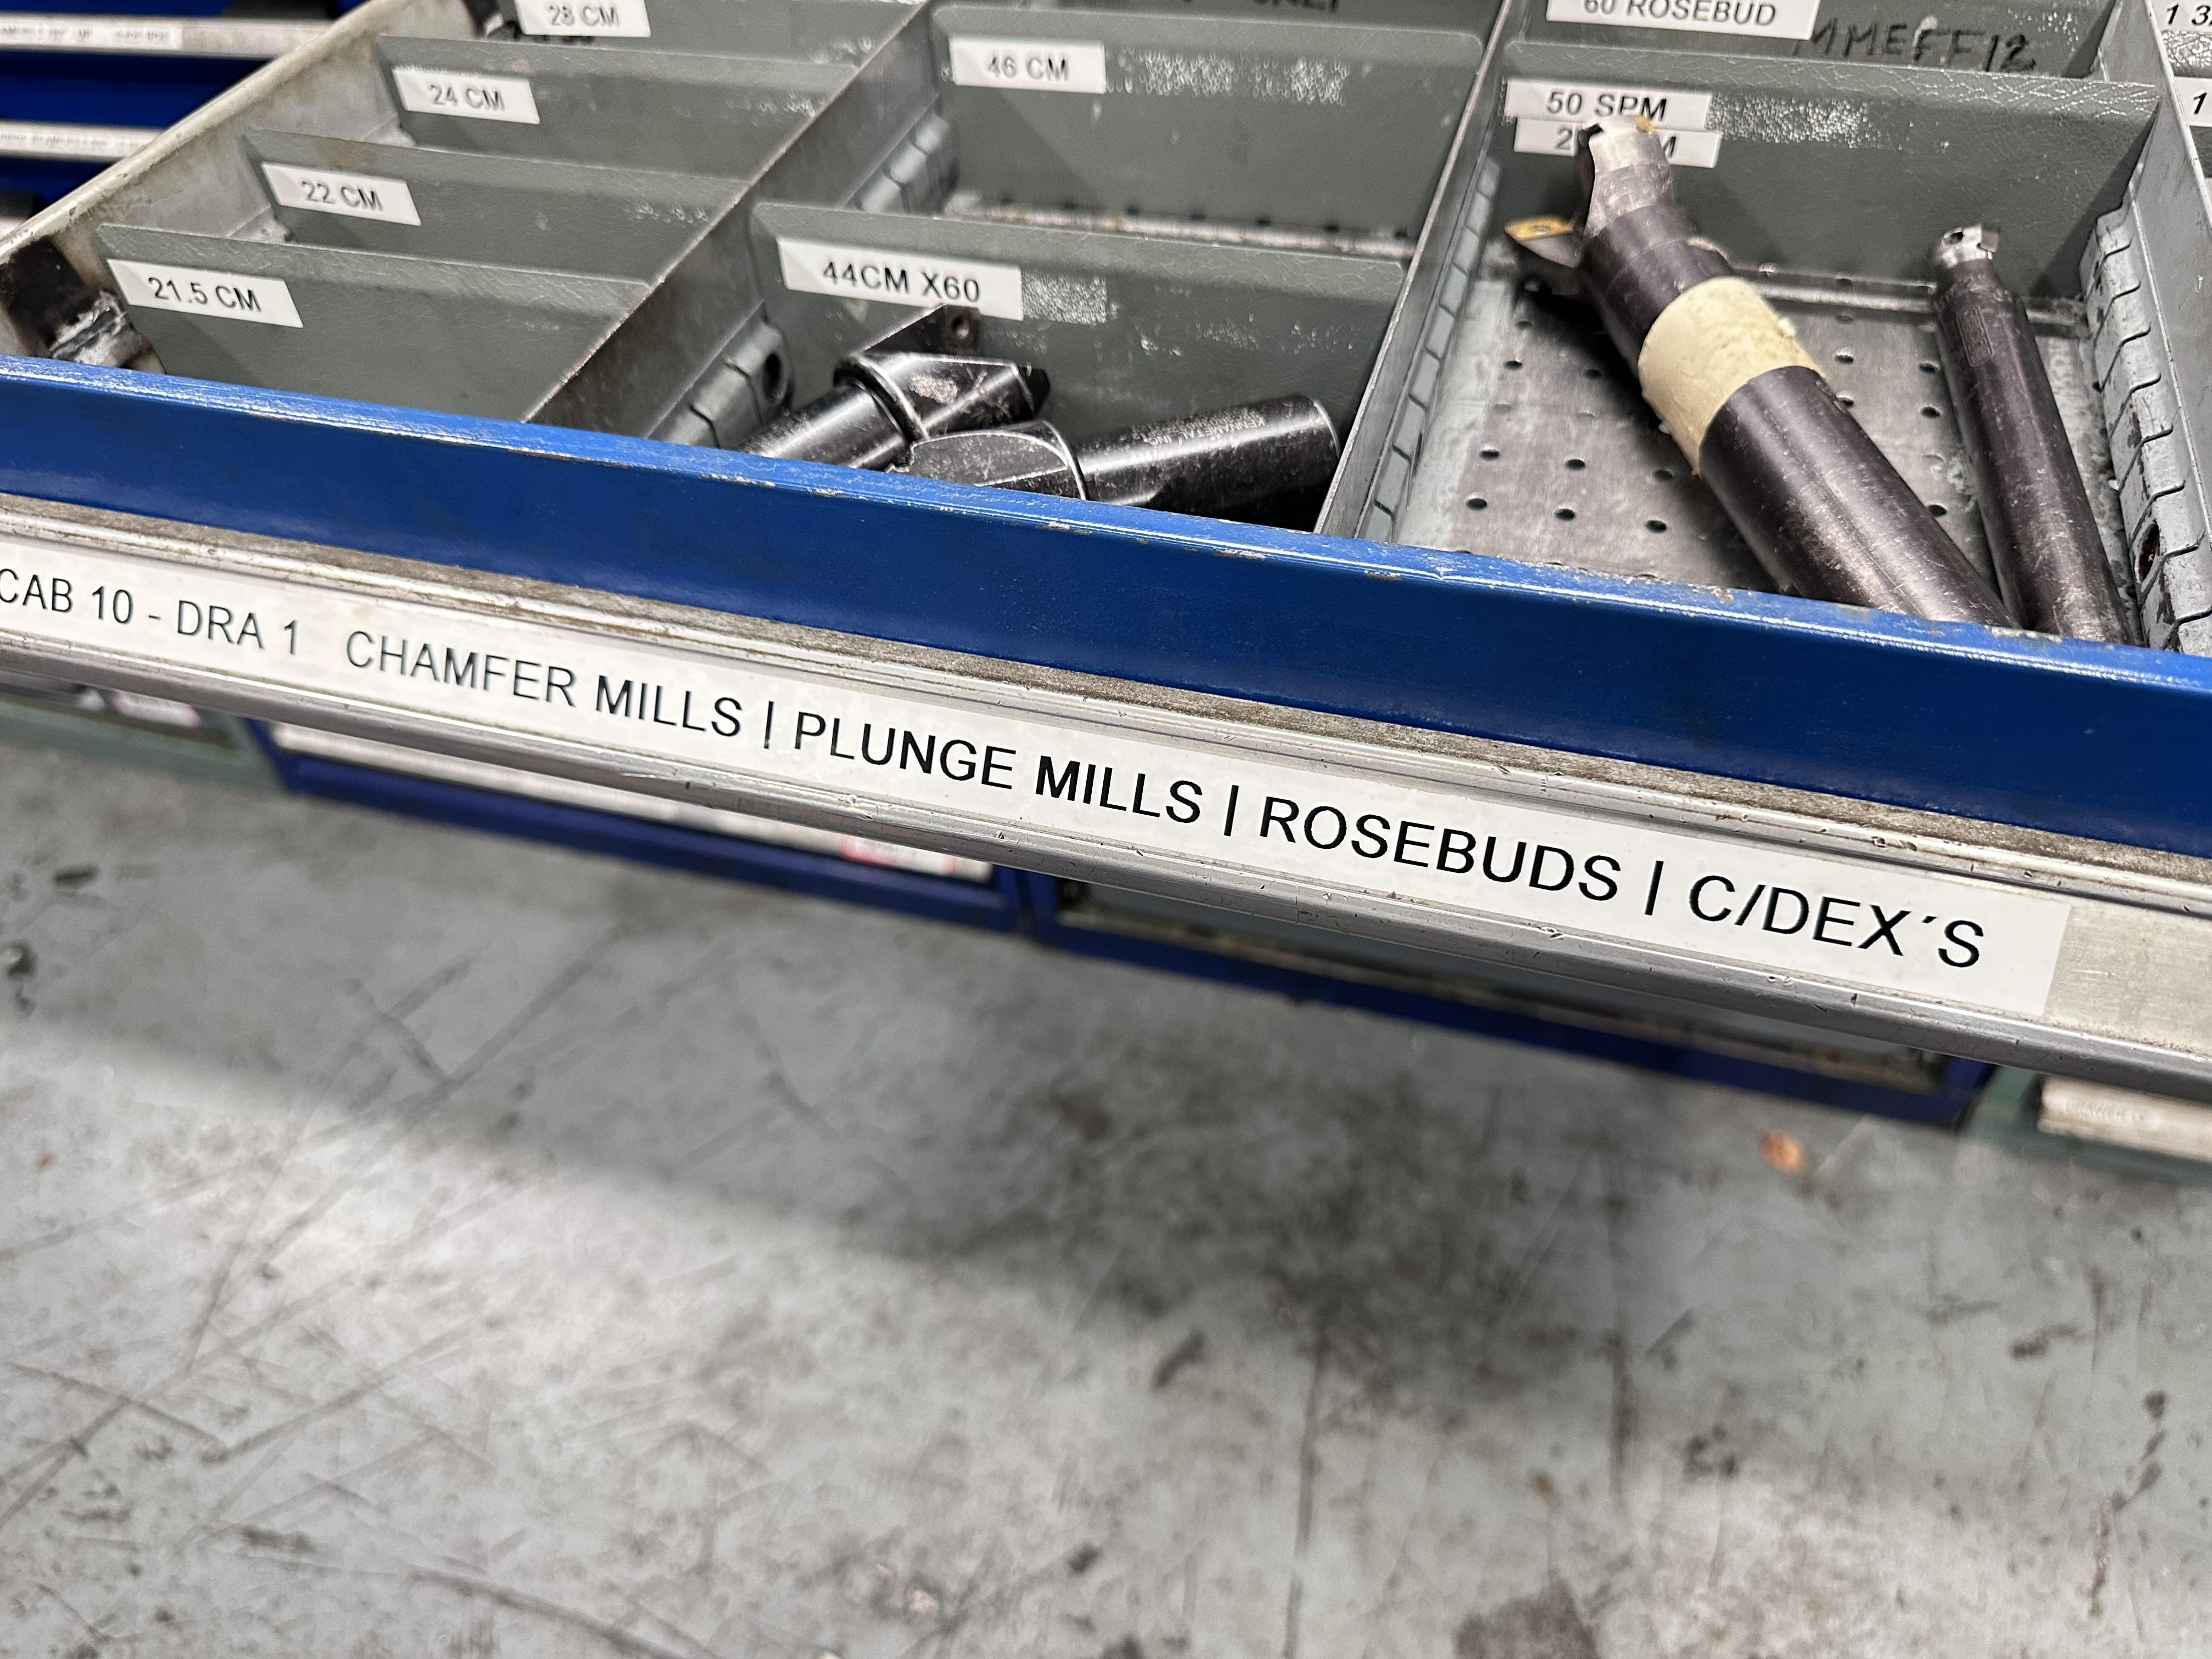 28 CM
24 CM
22 CM
21.5 CM
46 CM
44CM X60
60 ROSEBUD
MMEFF12
50 SPM
CAB 10 - DRA 1 CHAMFER MILLS | PLUNGE MILLS | ROSEBUDS | C/DEX´S